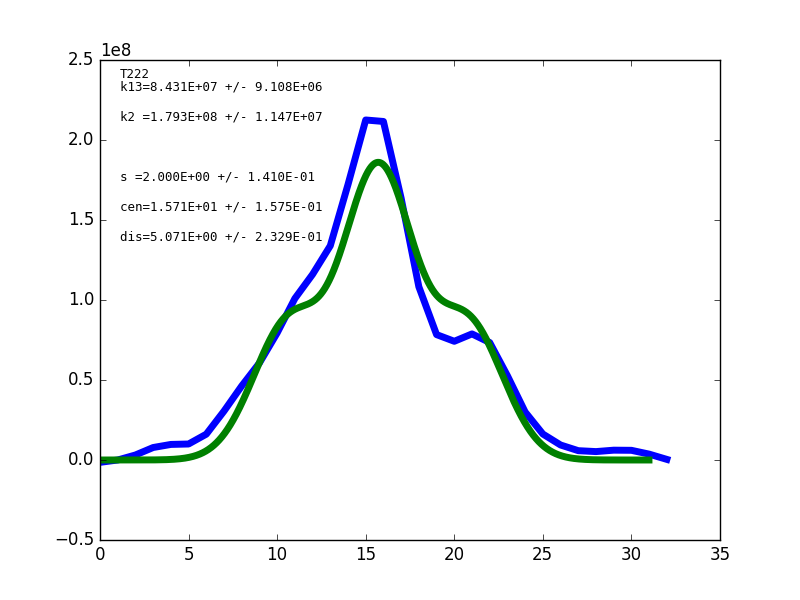 1e8
2.5
T222
k13=8.431E+07 +/- 9.108E+06
k2 =1.793E+08 +/- 1.147E+07
2.0
s =2.000E+00 +/- 1.410E-01
cen=1.571E+01 +/- 1.575E-01
1.5
dis=5.071E+00 +/- 2.329E-01
1.0
0.5
0.0
−0.5
0 5 10 15 20 25 30 35